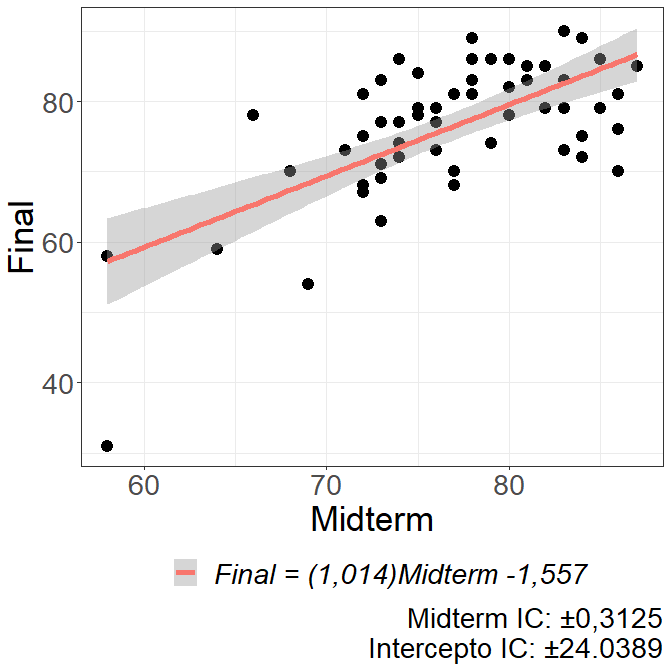 Final
80
60
40
60 70 80
Midterm
Final = (1,014)Midterm -1,557
Midterm IC: ±0,3125
Intercepto IC: ±24.0389